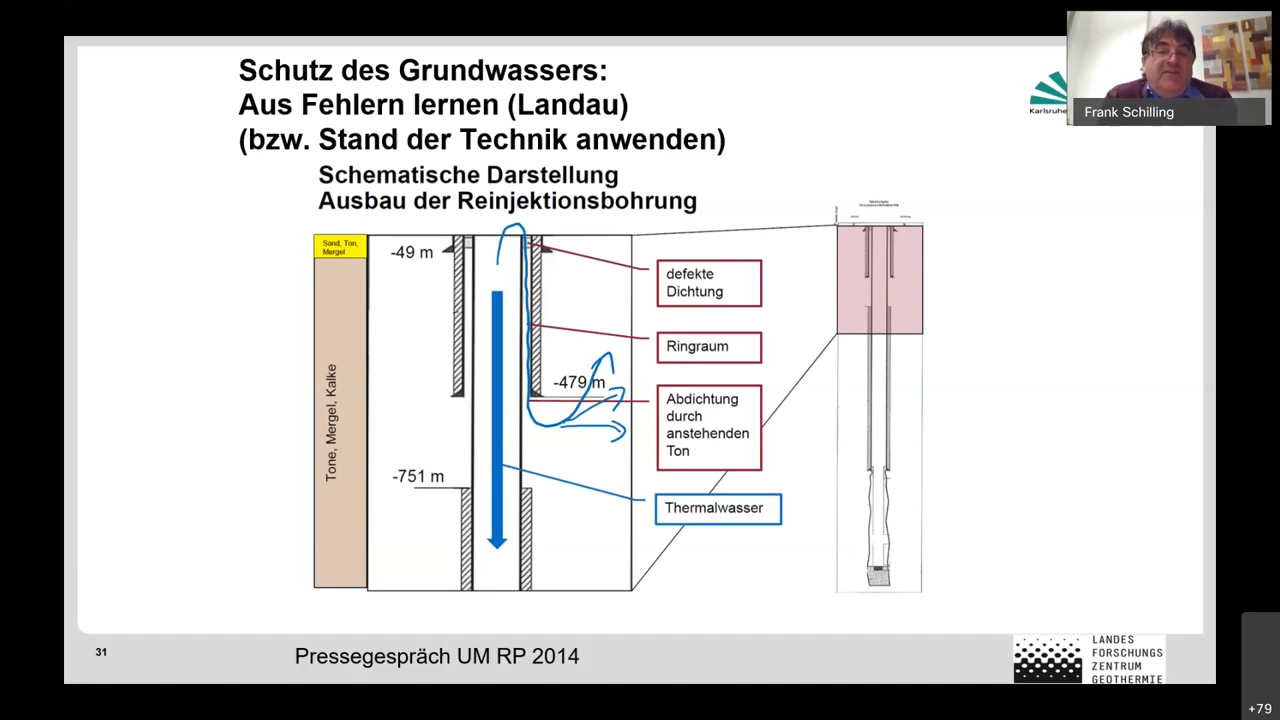 Schutz des Grundwassers:
Aus Fehlern lernen (Landau)
(bzw. Stand der Technik anwenden)
Karlsruhe
Frank Schilling
Schematische Darstellung
Ausbau der Reinjektionsbohrung
Sand, Ton,
Mergel
-49 m
defekte
Dichtung
Ringraum
-479 m
Tone, Mergel, Kalke
Abdichtung
durch
anstehenden
Ton
-751 m
Thermalwasser
31
Pressegespräch UM RP 2014
LANDES
FORSCHUNGS
ZENTRUM
GEOTHERMIE
+79